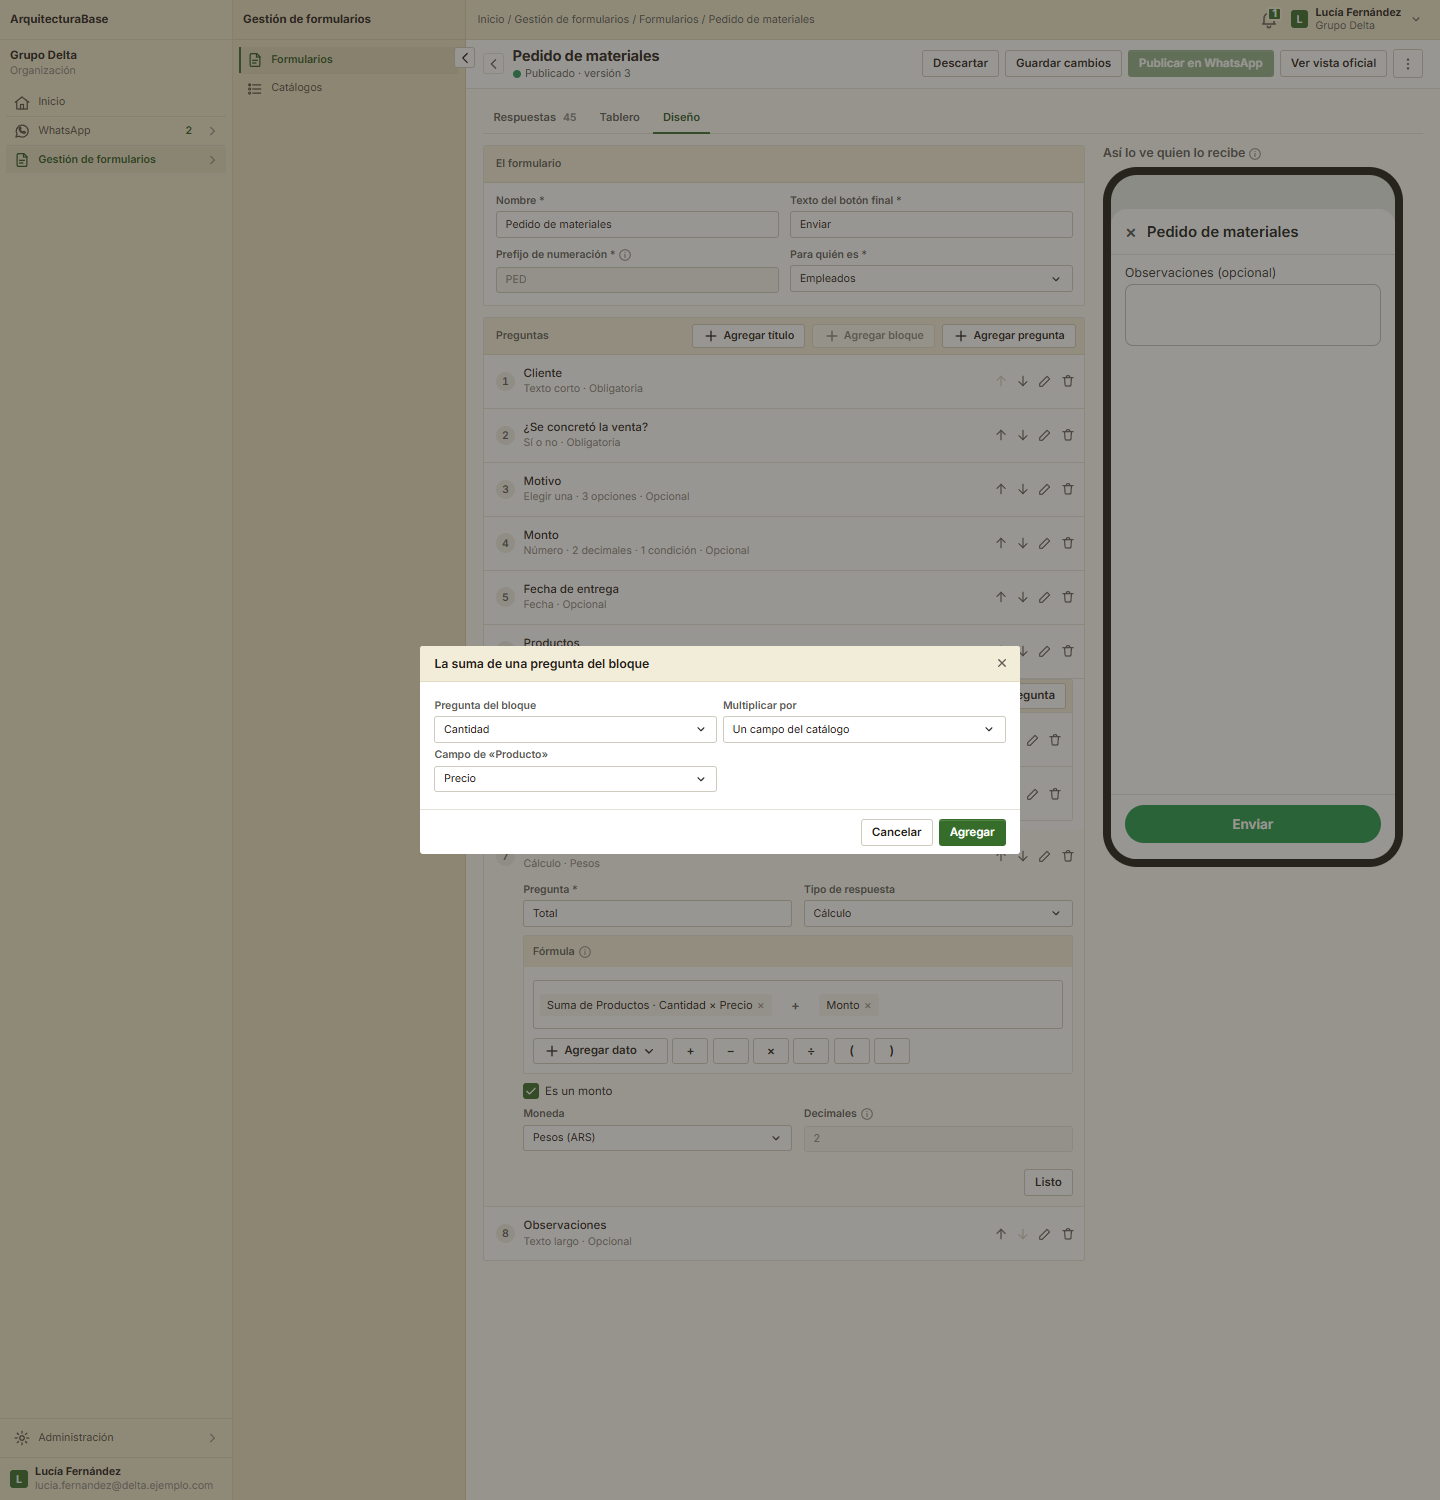 ArquitecturaBase
Grupo Delta
Organización
Inicio
WhatsApp 2
Gestión de formularios
Administración
L Lucía Fernández
lucia.fernandez@delta.ejemplo.com
Gestión de formularios
Formularios
Catálogos
Inicio / Gestión de formularios / Formularios / Pedido de materiales
1
L Lucía Fernández
Grupo Delta
Pedido de materiales
Publicado · versión 3
Descartar
Guardar cambios
Publicar en WhatsApp
Ver vista oficial
Respuestas 45
Tablero
Diseño
El formulario
Nombre *
Pedido de materiales
Texto del botón final *
Enviar
Prefijo de numeración *
PED
Para quién es *
Empleados
Preguntas
Agregar título
Agregar bloque
Agregar pregunta
1 Cliente
Texto corto · Obligatoria
2 ¿Se concretó la venta?
Sí o no · Obligatoria
3 Motivo
Elegir una · 3 opciones · Opcional
4 Monto
Número · 2 decimales · 1 condición · Opcional
5 Fecha de entrega
Fecha · Opcional
Productos
La suma de una pregunta del bloque
Pregunta del bloque
Cantidad
Multiplicar por
Un campo del catálogo
Campo de «Producto»
Precio
Cancelar
Agregar
7
Cálculo · Pesos
Pregunta *
Total
Tipo de respuesta
Cálculo
Fórmula
Suma de Productos · Cantidad × Precio ×
+
Monto ×
Agregar dato
+
−
×
÷
(
)
Es un monto
Moneda
Pesos (ARS)
Decimales
2
Listo
8 Observaciones
Texto largo · Opcional
Así lo ve quien lo recibe
Pedido de materiales
Observaciones (opcional)
Enviar